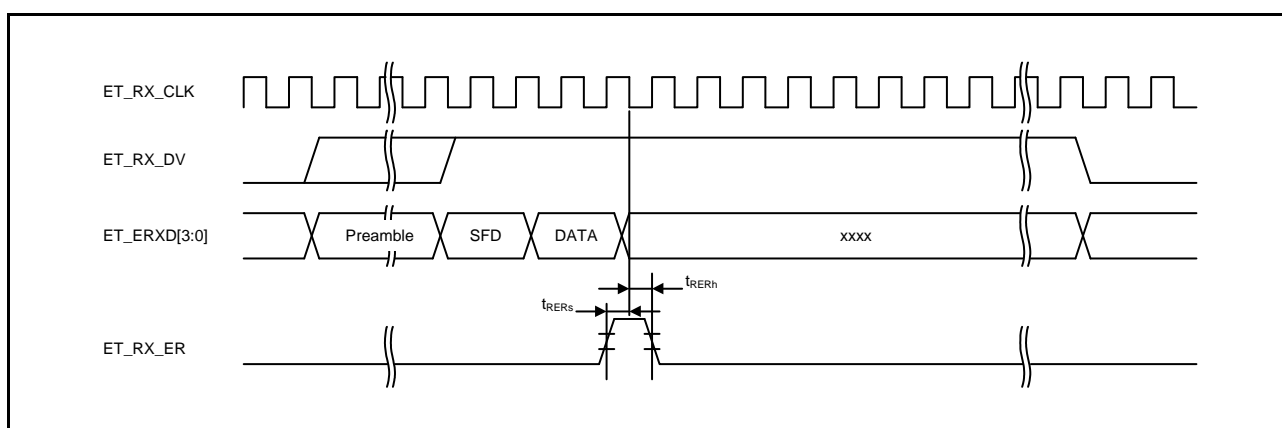 ET_RX_CLK
ET_RX_DV
ET_ERXD[3:0]
Preamble
SFD
DATA
xxxx
tRERh
tRERs
ET_RX_ER